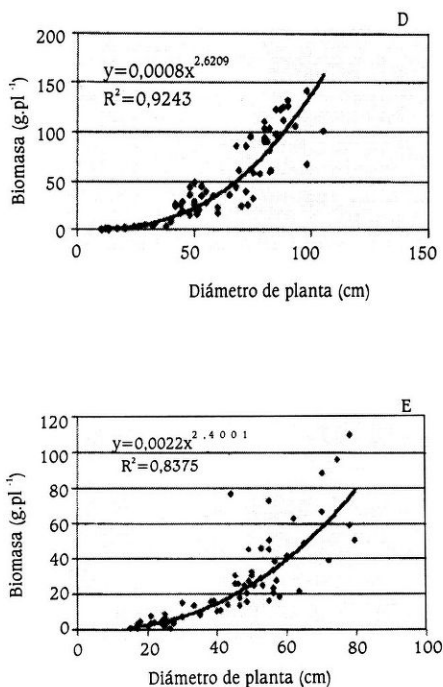 D
200
y=0,0008x^2,6209
150
R²=0,9243
100
50
0
0 50 100 150
Biomasa (g.pl⁻¹)
Diámetro de planta (cm)
E
120
y=0,0022x^2.4001
100
R²=0,8375
80
60
40
20
0
0 20 40 60 80 100
Biomasa (g.pl⁻¹)
Diámetro de planta (cm)